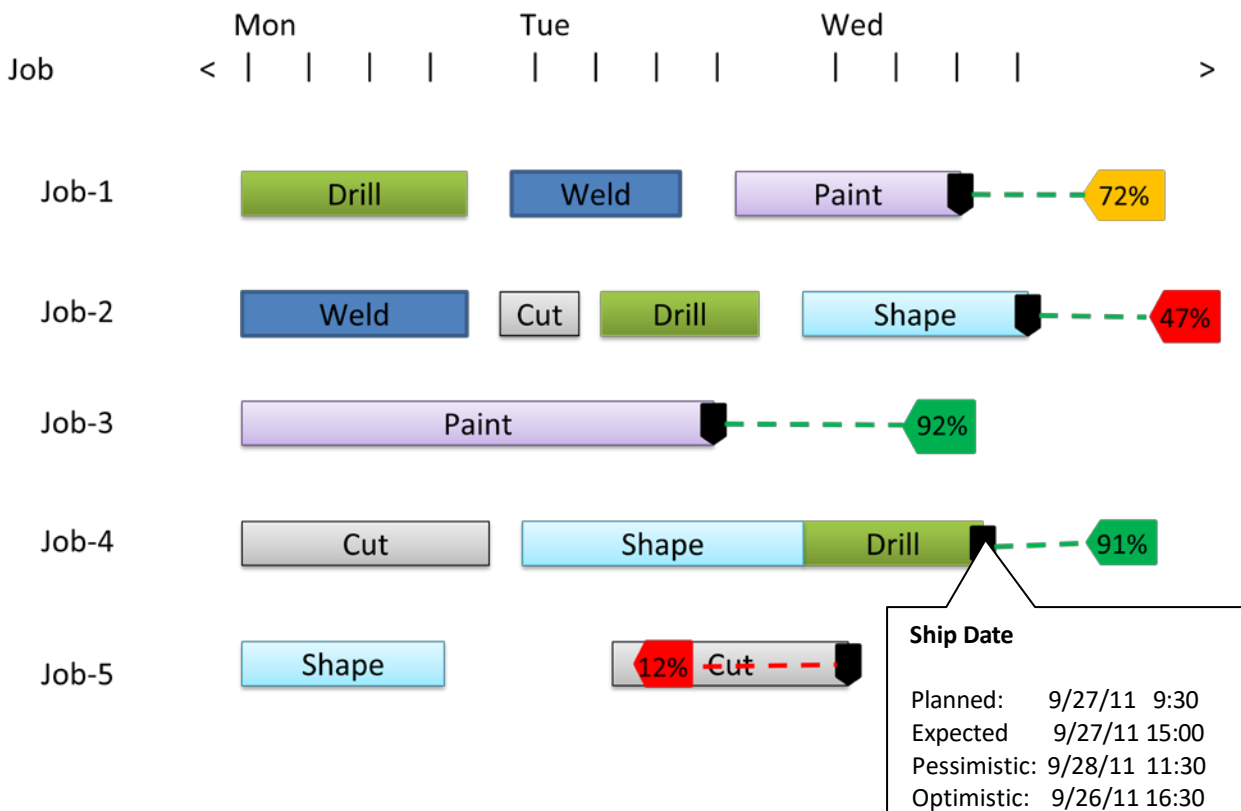 Mon Tue Wed
Job < | | | | | | | | | | | | >
Job-1 Drill Weld Paint 72%
Job-2 Weld Cut Drill Shape 47%
Job-3 Paint 92%
Job-4 Cut Shape Drill 91%
Job-5 Shape 12% Cut
Ship Date
Planned: 9/27/11 9:30
Expected 9/27/11 15:00
Pessimistic: 9/28/11 11:30
Optimistic: 9/26/11 16:30